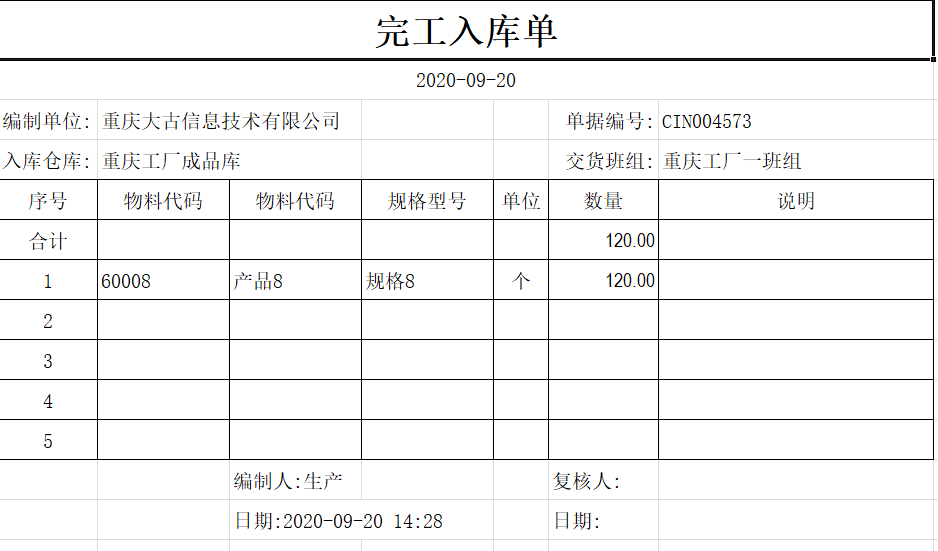 完工入库单
2020-09-20
编制单位: 重庆大古信息技术有限公司 单据编号: CIN004573
入库仓库: 重庆工厂成品库 交货班组: 重庆工厂一班组
序号 物料代码 物料代码 规格型号 单位 数量 说明
合计 120.00
1 60008 产品8 规格8 个 120.00
2
3
4
5
编制人:生产 复核人:
日期:2020-09-20 14:28 日期: